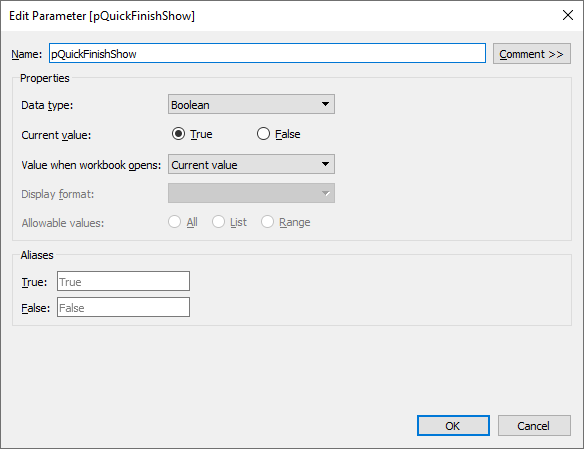 Edit Parameter [pQuickFinishShow]
Name: pQuickFinishShow Comment >>
Properties
Data type: Boolean
Current value: True False
Value when workbook opens: Current value
Display format:
Allowable values: All List Range
Aliases
True: True
False: False
OK Cancel